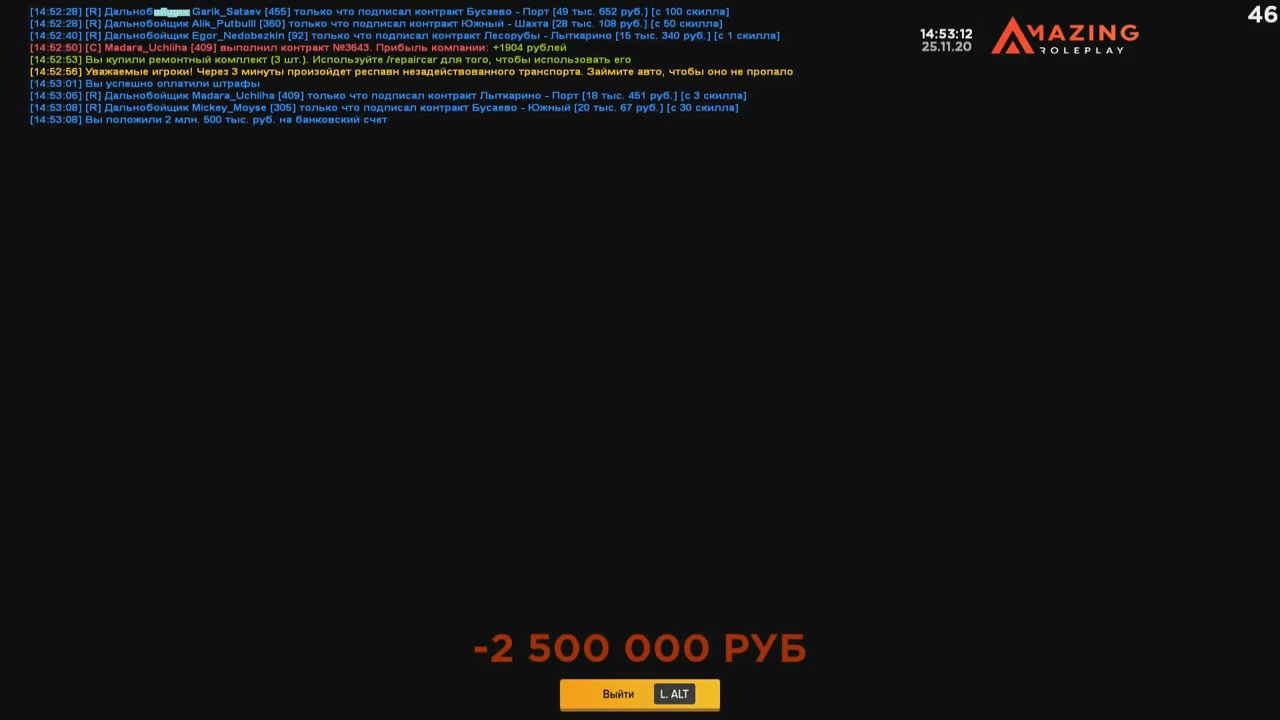 [14:52:28] [R] Дальнобойщик Garik_Sataev [455] только что подписал контракт Бусаево - Порт [49 тыс. 652 руб.] [с 100 скилла]
[14:52:28] [R] Дальнобойщик Alik_Putbulll [360] только что подписал контракт Южный - Шахта [28 тыс. 108 руб.] [с 50 скилла]
[14:52:40] [R] Дальнобойщик Egor_Nedobezkin [92] только что подписал контракт Лесорубы - Лыткарино [15 тыс. 340 руб.] [с 1 скилла]
[14:52:50] [C] Madara_Uchiiha [409] выполнил контракт №3643. Прибыль компании: +1904 рублей
[14:52:53] Вы купили ремонтный комплект (3 шт.). Используйте /repaircar для того, чтобы использовать его
[14:52:56] Уважаемые игроки! Через 3 минуты произойдет респавн незадействованного транспорта. Займите авто, чтобы оно не пропало
[14:53:01] Вы успешно оплатили штрафы
[14:53:06] [R] Дальнобойщик Madara_Uchiiha [409] только что подписал контракт Лыткарино - Порт [18 тыс. 451 руб.] [с 3 скилла]
[14:53:08] [R] Дальнобойщик Mickey_Moyse [305] только что подписал контракт Бусаево - Южный [20 тыс. 67 руб.] [с 30 скилла]
[14:53:08] Вы положили 2 млн. 500 тыс. руб. на банковский счет
46
14:53:12
25.11.20
AMAZING
ROLEPLAY
-2 500 000 РУБ
Выйти L. ALT